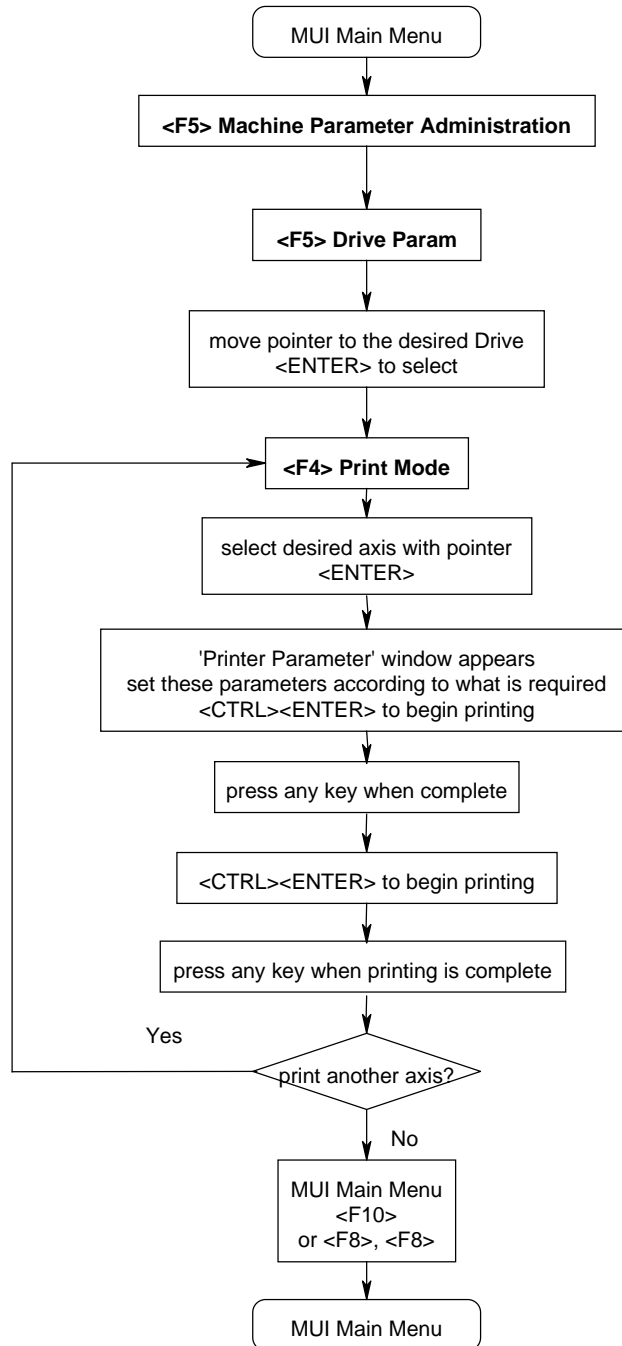 MUI Main Menu
<F5> Machine Parameter Administration
<F5> Drive Param
move pointer to the desired Drive
<ENTER> to select
<F4> Print Mode
select desired axis with pointer
<ENTER>
'Printer Parameter' window appears
set these parameters according to what is required
<CTRL><ENTER> to begin printing
press any key when complete
<CTRL><ENTER> to begin printing
press any key when printing is complete
Yes
print another axis?
No
MUI Main Menu
<F10>
or <F8>, <F8>
MUI Main Menu